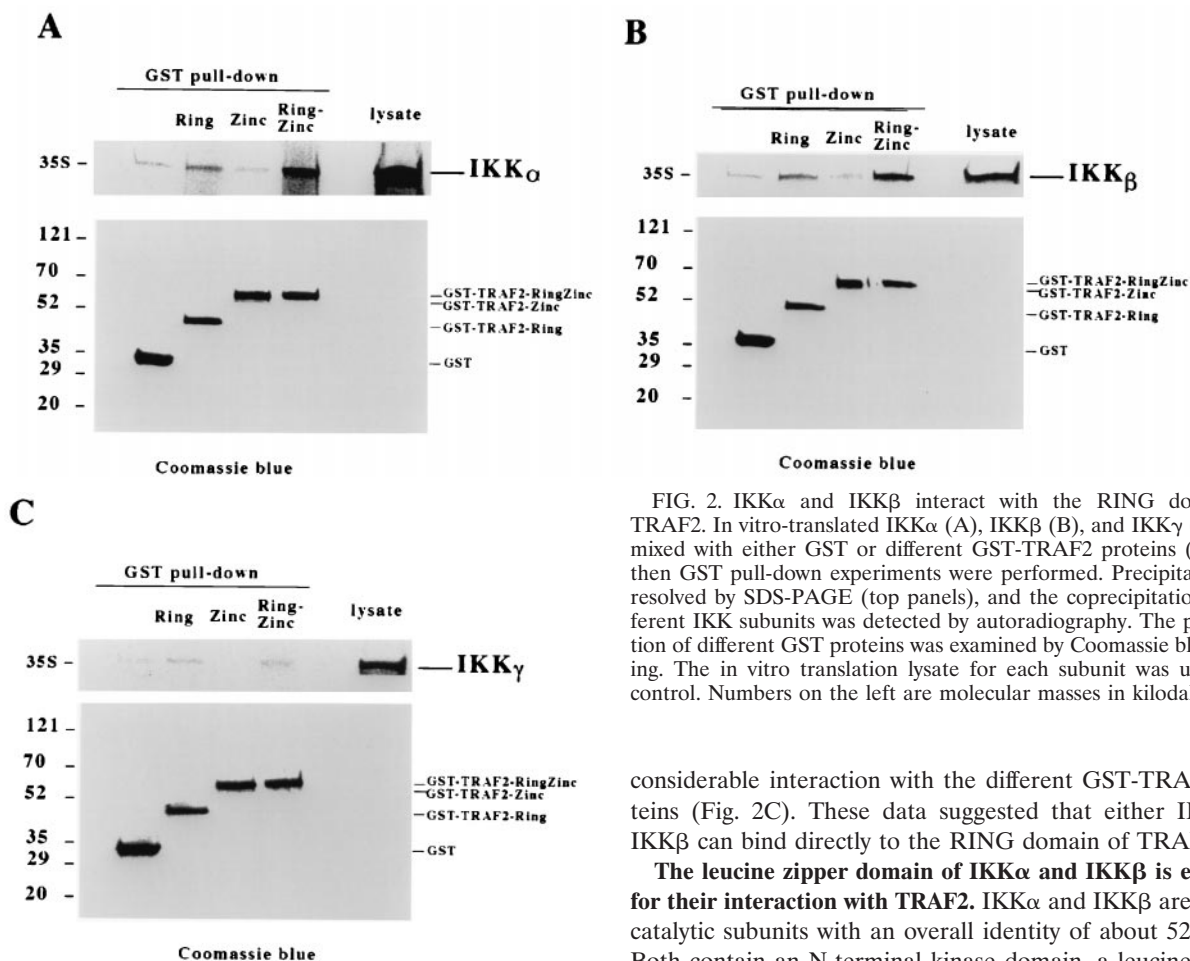 A
GST pull-down
Ring Zinc Ring-
Zinc lysate
35S – IKKα
121
70
52
35
29
20
GST-TRAF2-RingZinc
GST-TRAF2-Zinc
GST-TRAF2-Ring
GST
Coomassie blue
B
GST pull-down
Ring Zinc Ring-
Zinc lysate
35S – IKKβ
121
70
52
35
29
20
GST-TRAF2-RingZinc
GST-TRAF2-Zinc
GST-TRAF2-Ring
GST
Coomassie blue
C
GST pull-down
Ring Zinc Ring-
Zinc lysate
35S – IKKγ
121
70
52
35
29
20
GST-TRAF2-RingZinc
GST-TRAF2-Zinc
GST-TRAF2-Ring
GST
Coomassie blue
FIG. 2. IKKα and IKKβ interact with the RING do
TRAF2. In vitro-translated IKKα (A), IKKβ (B), and IKKγ
mixed with either GST or different GST-TRAF2 proteins (
then GST pull-down experiments were performed. Precipita
resolved by SDS-PAGE (top panels), and the coprecipitatio
ferent IKK subunits was detected by autoradiography. The p
tion of different GST proteins was examined by Coomassie bl
ing. The in vitro translation lysate for each subunit was u
control. Numbers on the left are molecular masses in kiloda
considerable interaction with the different GST-TRA
teins (Fig. 2C). These data suggested that either II
IKKβ can bind directly to the RING domain of TRA
The leucine zipper domain of IKKα and IKKβ is e
for their interaction with TRAF2. IKKα and IKKβ are
catalytic subunits with an overall identity of about 52
Both contain an N-terminal kinase domain, a leucine